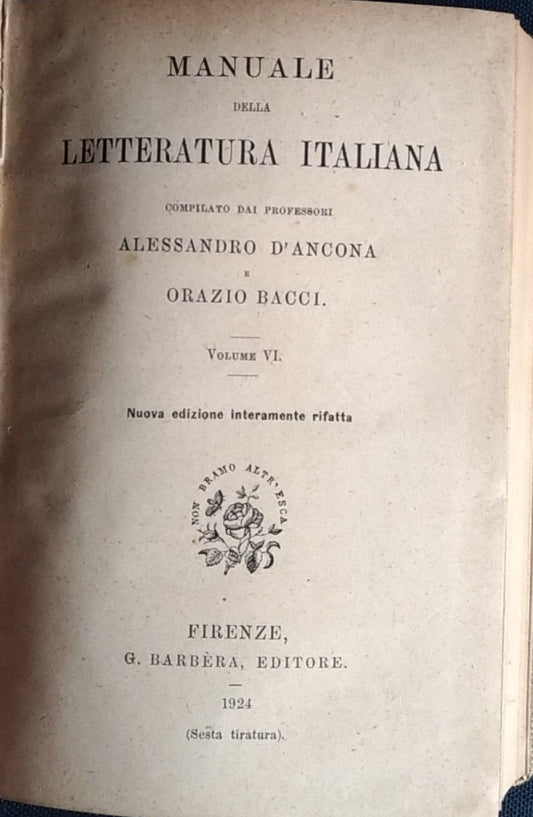 MANUALE
DELLA
LETTERATURA ITALIANA
COMPILATO DAI PROFESSORI
ALESSANDRO D'ANCONA
E
ORAZIO BACCI.
VOLUME VI.
Nuova edizione interamente rifatta
NON BRAMO ALTR' ESCA
FIRENZE,
G. BARBÈRA, EDITORE.
1924
(Sesta tiratura).